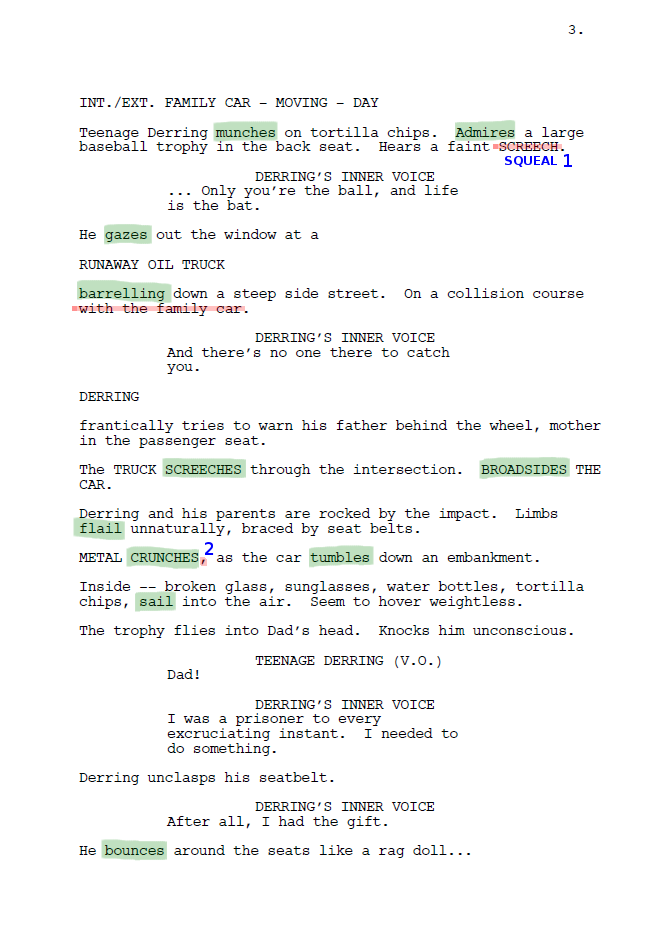 3.
INT./EXT. FAMILY CAR – MOVING – DAY
Teenage Derring munches on tortilla chips.  Admires a large
baseball trophy in the back seat.  Hears a faint SCREECH.
SQUEAL 1
DERRING'S INNER VOICE
... Only you're the ball, and life
is the bat.
He gazes out the window at a
RUNAWAY OIL TRUCK
barrelling down a steep side street.  On a collision course
with the family car.
DERRING'S INNER VOICE
And there's no one there to catch
you.
DERRING
frantically tries to warn his father behind the wheel, mother
in the passenger seat.
The TRUCK SCREECHES through the intersection.  BROADSIDES THE
CAR.
Derring and his parents are rocked by the impact.  Limbs
flail unnaturally, braced by seat belts.
METAL CRUNCHES,2 as the car tumbles down an embankment.
Inside -- broken glass, sunglasses, water bottles, tortilla
chips, sail into the air.  Seem to hover weightless.
The trophy flies into Dad's head.  Knocks him unconscious.
TEENAGE DERRING (V.O.)
Dad!
DERRING'S INNER VOICE
I was a prisoner to every
excruciating instant.  I needed to
do something.
Derring unclasps his seatbelt.
DERRING'S INNER VOICE
After all, I had the gift.
He bounces around the seats like a rag doll...